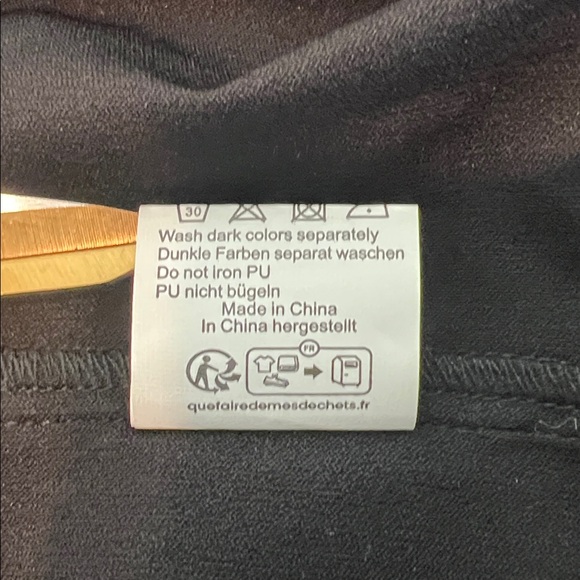 30
Wash dark colors separately
Dunkle Farben separat waschen
Do not iron PU
PU nicht bügeln
Made in China
In China hergestellt
FR
quefairedemesdechets.fr